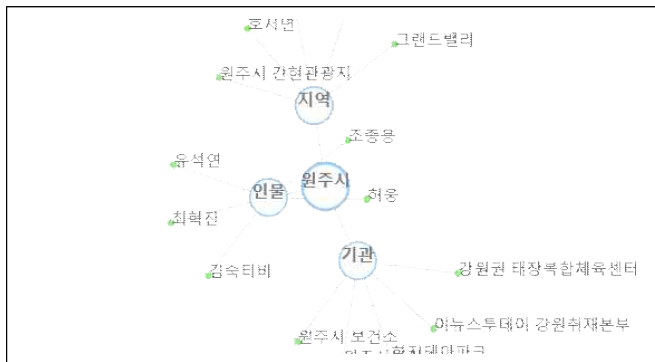 호저면
그랜드밸리
원주시 간현관광지
지역
조종용
유석연
인물
원주시
허웅
최혁진
김숙티비
기관
강원권 태장복합체육센터
이뉴스투데이 강원취재본부
원주시 보건소